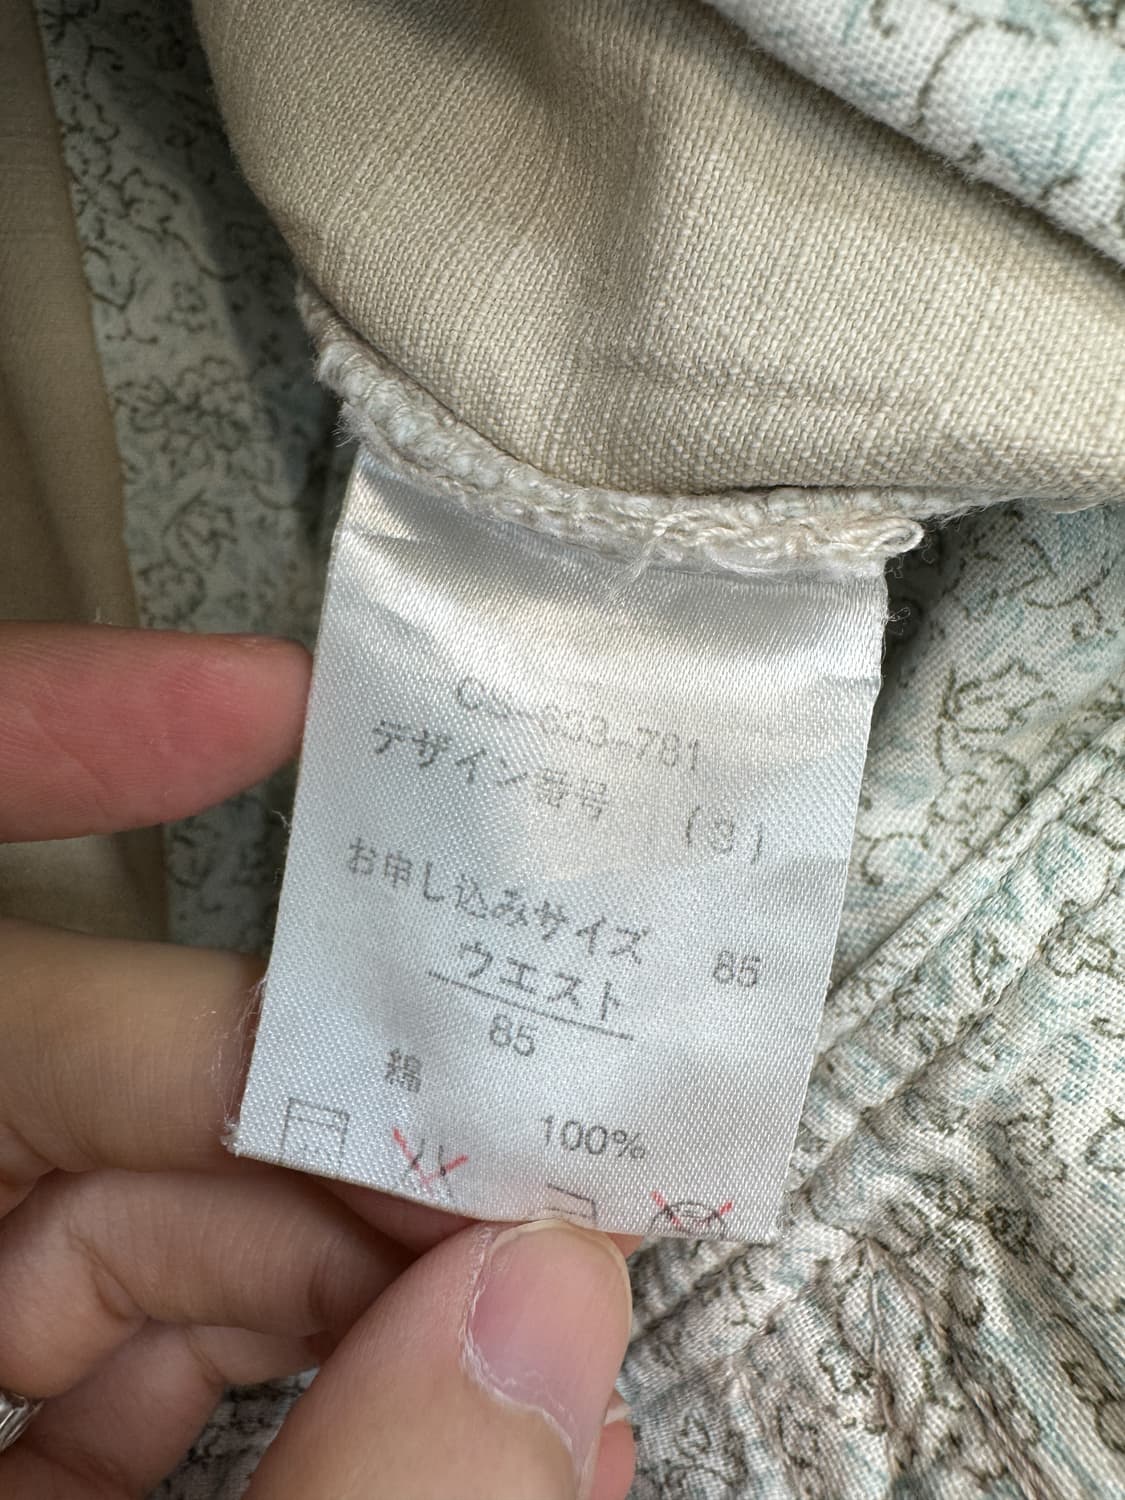 デザイン番号
お申し込みサイズ 85
ウエスト
85
綿 100%